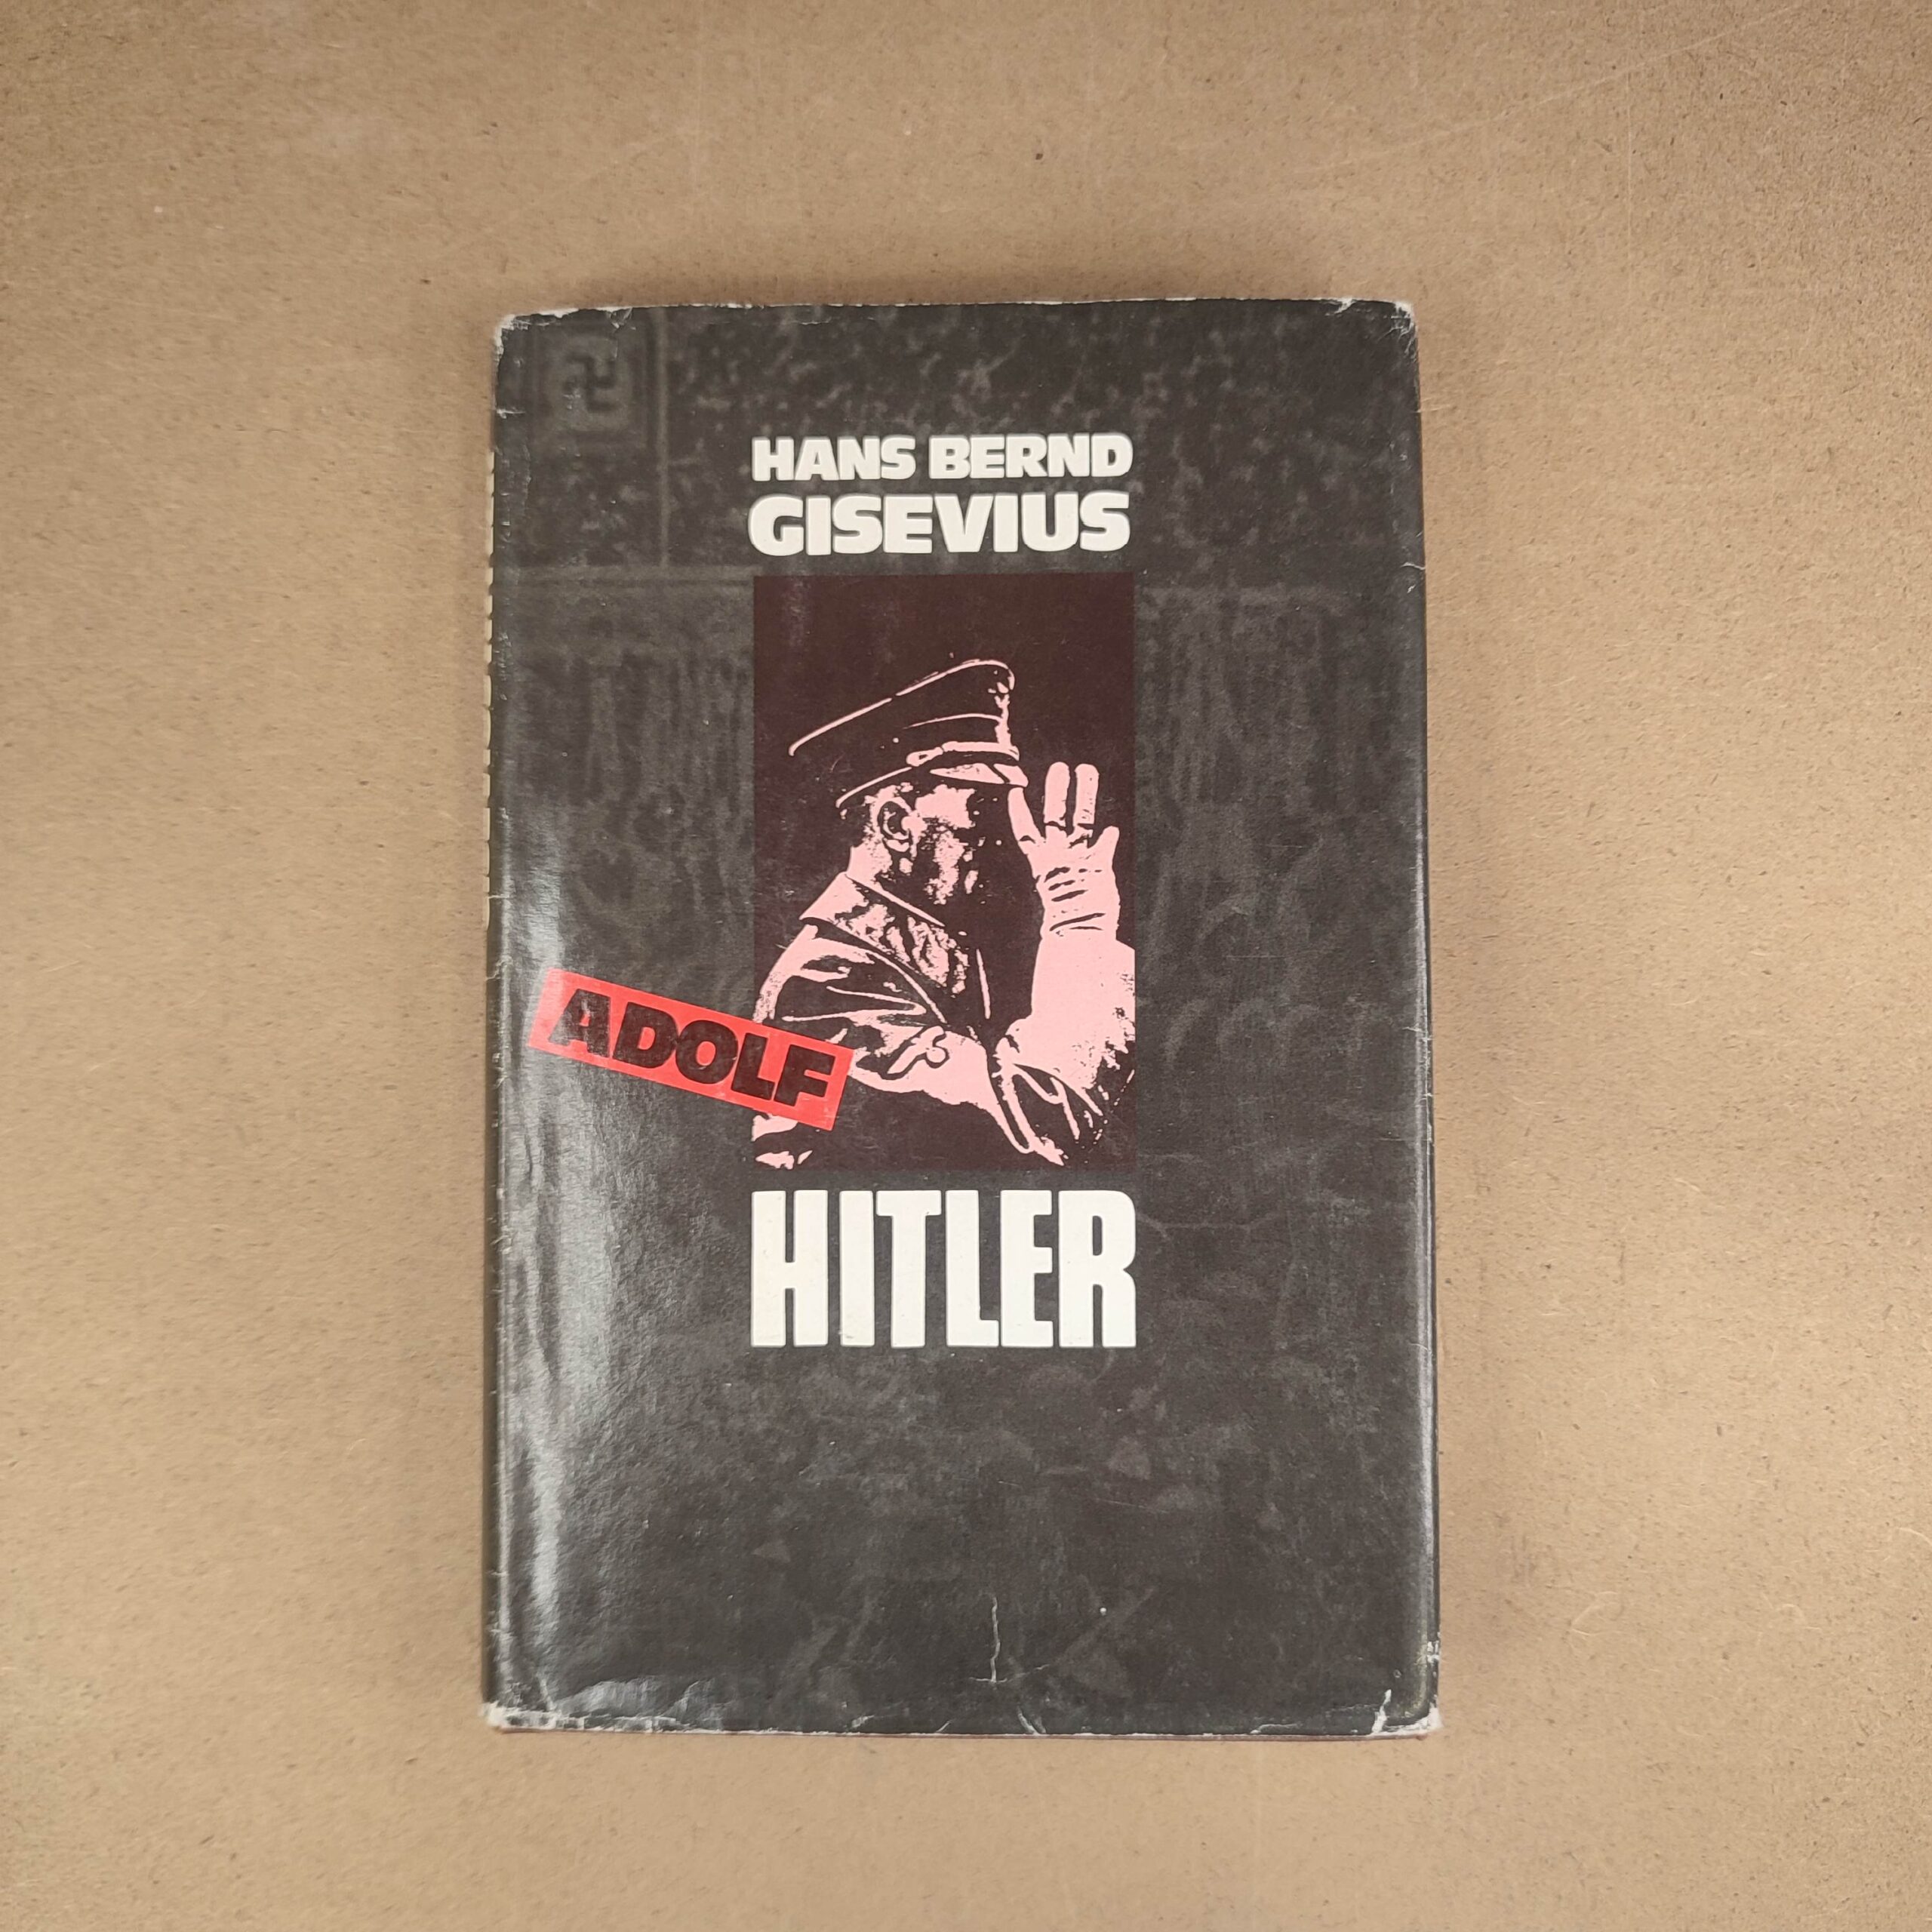 HANS BERND
GISEVIUS
ADOLF
HITLER